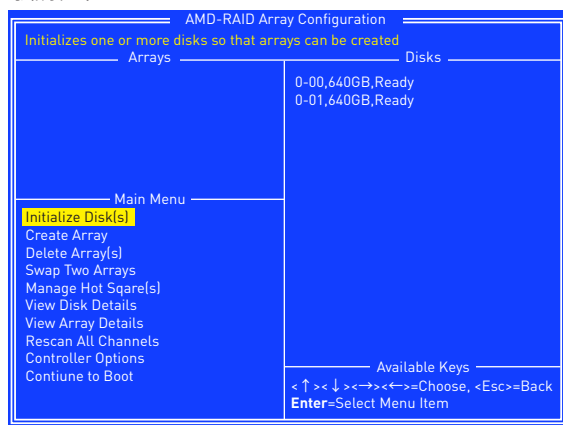 AMD-RAID Array Configuration
Initializes one or more disks so that arrays can be created
Arrays
Disks
0-00,640GB,Ready
0-01,640GB,Ready
Main Menu
Initialize Disk(s)
Create Array
Delete Array(s)
Swap Two Arrays
Manage Hot Sqare(s)
View Disk Details
View Array Details
Rescan All Channels
Controller Options
Contiune to Boot
Available Keys
<↑><↓><→><←>=Choose, <Esc>=Back
Enter=Select Menu Item